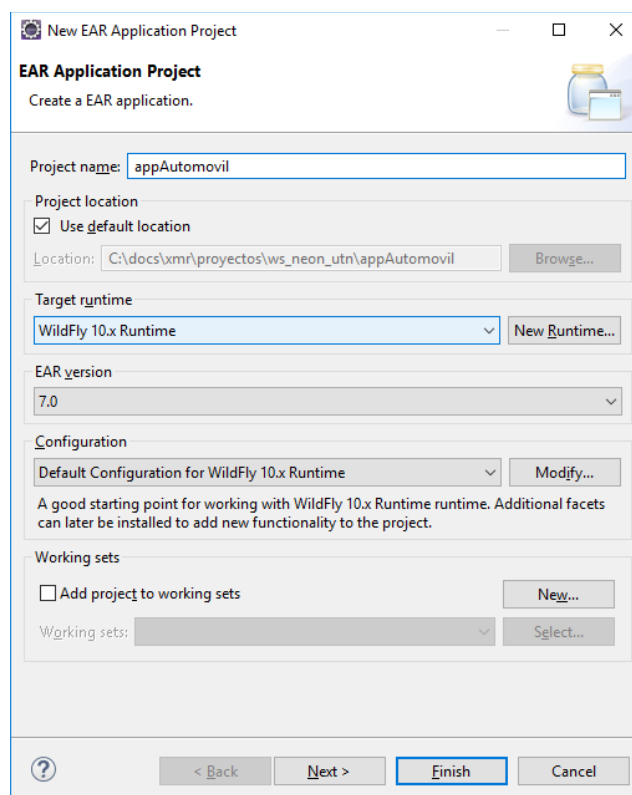 New EAR Application Project
EAR Application Project
Create a EAR application.
Project name: appAutomovil
Project location
Use default location
Location: C:\docs\xmr\proyectos\ws_neon_utn\appAutomovil Browse...
Target runtime
WildFly 10.x Runtime New Runtime...
EAR version
7.0
Configuration
Default Configuration for WildFly 10.x Runtime Modify...
A good starting point for working with WildFly 10.x Runtime runtime. Additional facets
can later be installed to add new functionality to the project.
Working sets
Add project to working sets New...
Working sets: Select...
? < Back Next > Finish Cancel